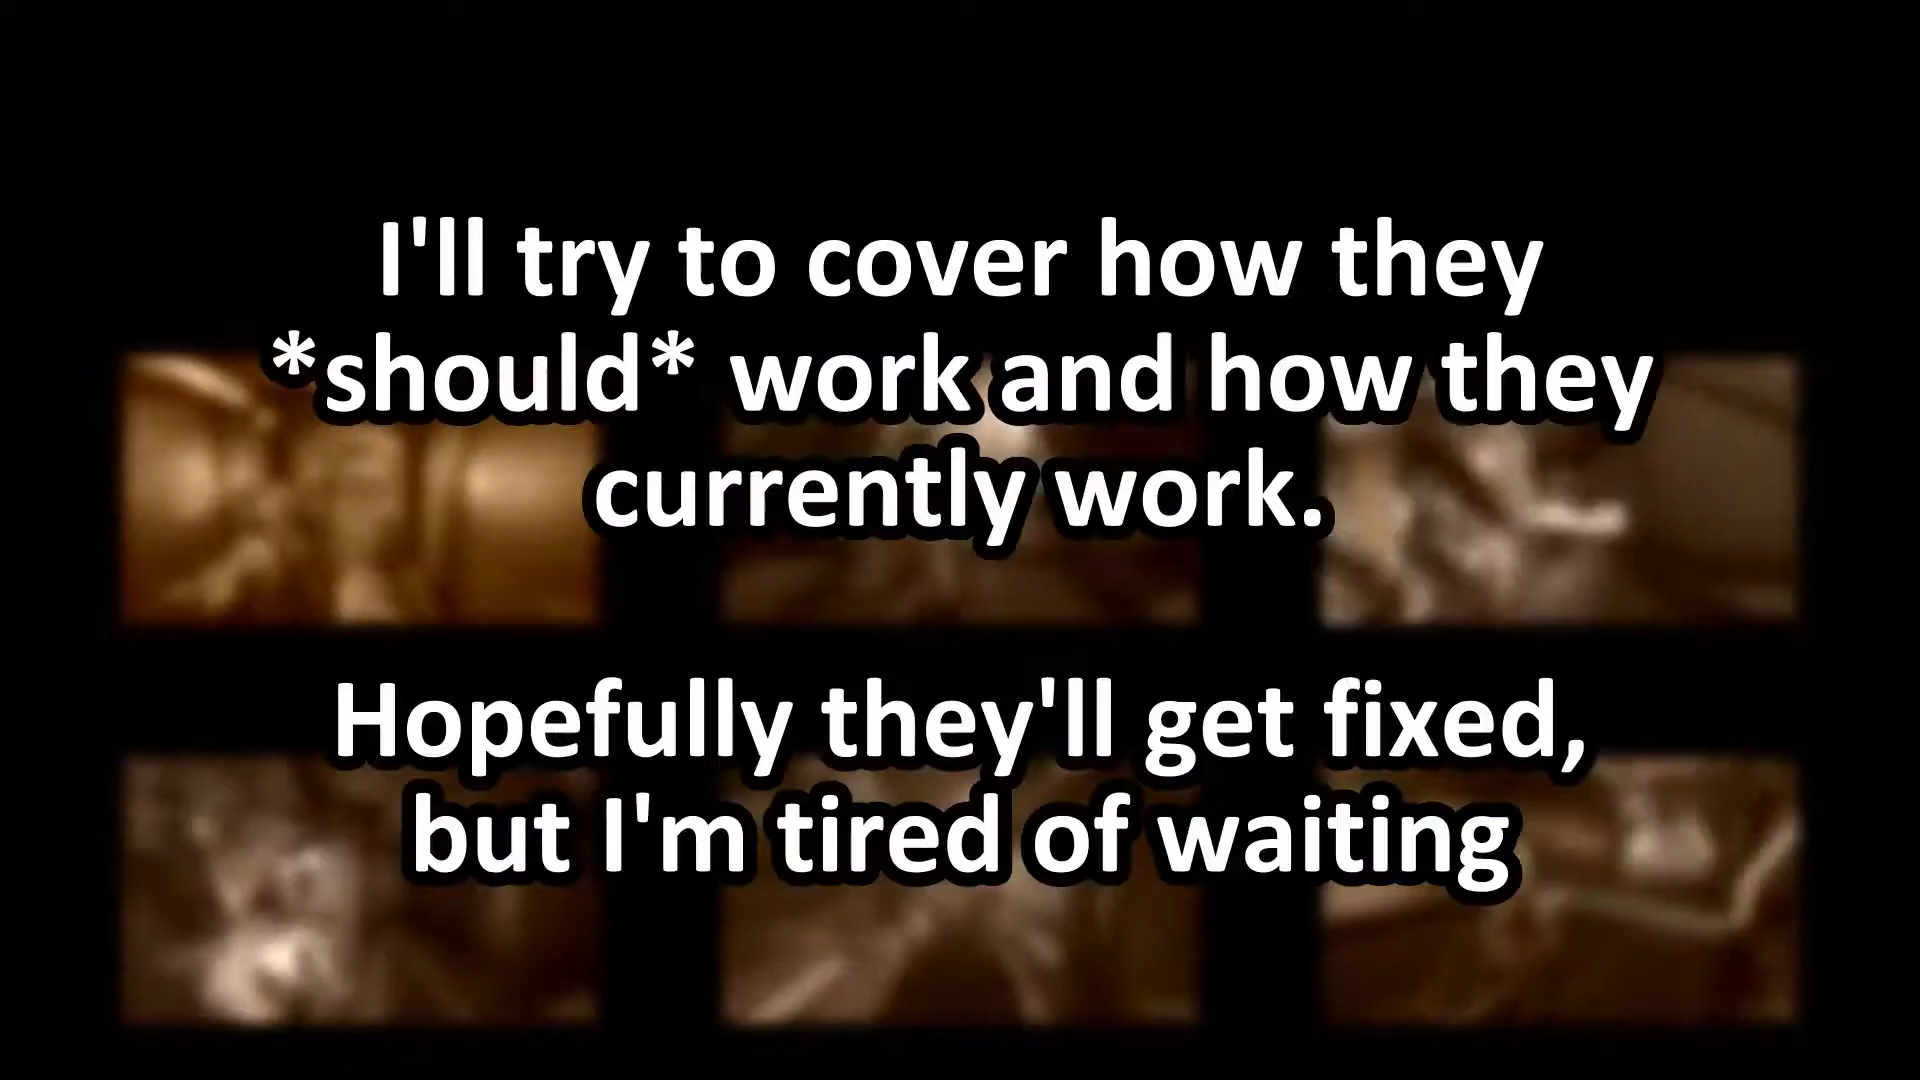 I'll try to cover how they
*should* work and how they
currently work.
Hopefully they'll get fixed,
but I'm tired of waiting